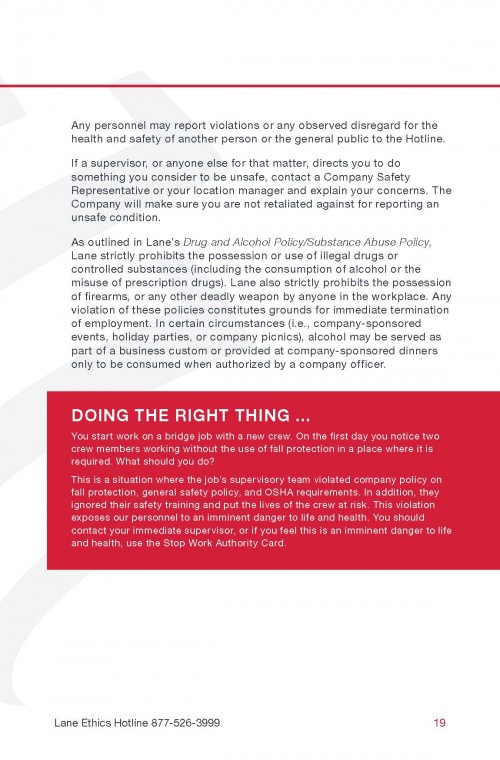 Any personnel may report violations or any observed disregard for the
health and safety of another person or the general public to the Hotline.
If a supervisor, or anyone else for that matter, directs you to do
something you consider to be unsafe, contact a Company Safety
Representative or your location manager and explain your concerns. The
Company will make sure you are not retaliated against for reporting an
unsafe condition.
As outlined in Lane's Drug and Alcohol Policy/Substance Abuse Policy,
Lane strictly prohibits the possession or use of illegal drugs or
controlled substances (including the consumption of alcohol or the
misuse of prescription drugs). Lane also strictly prohibits the possession
of firearms, or any other deadly weapon by anyone in the workplace. Any
violation of these policies constitutes grounds for immediate termination
of employment. In certain circumstances (i.e., company-sponsored
events, holiday parties, or company picnics), alcohol may be served as
part of a business custom or provided at company-sponsored dinners
only to be consumed when authorized by a company officer.
DOING THE RIGHT THING ...
You start work on a bridge job with a new crew. On the first day you notice two
crew members working without the use of fall protection in a place where it is
required. What should you do?
This is a situation where the job's supervisory team violated company policy on
fall protection, general safety policy, and OSHA requirements. In addition, they
ignored their safety training and put the lives of the crew at risk. This violation
exposes our personnel to an imminent danger to life and health. You should
contact your immediate supervisor, or if you feel this is an imminent danger to life
and health, use the Stop Work Authority Card.
Lane Ethics Hotline 877-526-3999
19